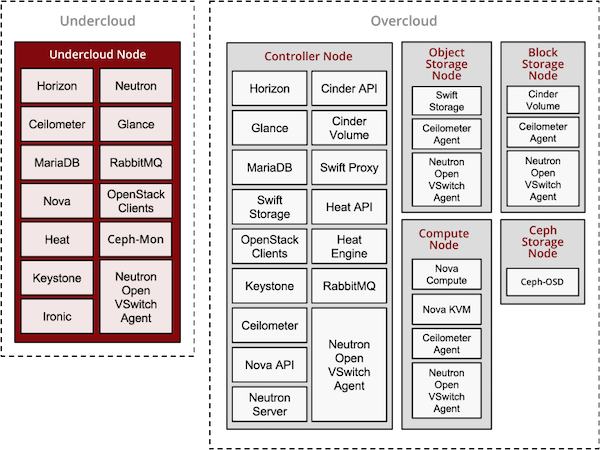 Undercloud
Undercloud Node
Horizon
Neutron
Ceilometer
Glance
MariaDB
RabbitMQ
Nova
OpenStack
Clients
Heat
Ceph-Mon
Keystone
Ironic
Neutron
Open
VSwitch
Agent
Overcloud
Controller Node
Horizon
Cinder API
Glance
Cinder
Volume
MariaDB
Swift Proxy
Swift
Storage
Heat API
OpenStack
Clients
Heat
Engine
Keystone
RabbitMQ
Ceilometer
Nova API
Neutron
Server
Neutron
Open
VSwitch
Agent
Object
Storage
Node
Swift
Storage
Ceilometer
Agent
Neutron
Open
VSwitch
Agent
Block
Storage
Node
Cinder
Volume
Ceilometer
Agent
Neutron
Open
VSwitch
Agent
Compute
Node
Nova
Compute
Nova KVM
Ceilometer
Agent
Neutron
Open
VSwitch
Agent
Ceph
Storage
Node
Ceph-OSD